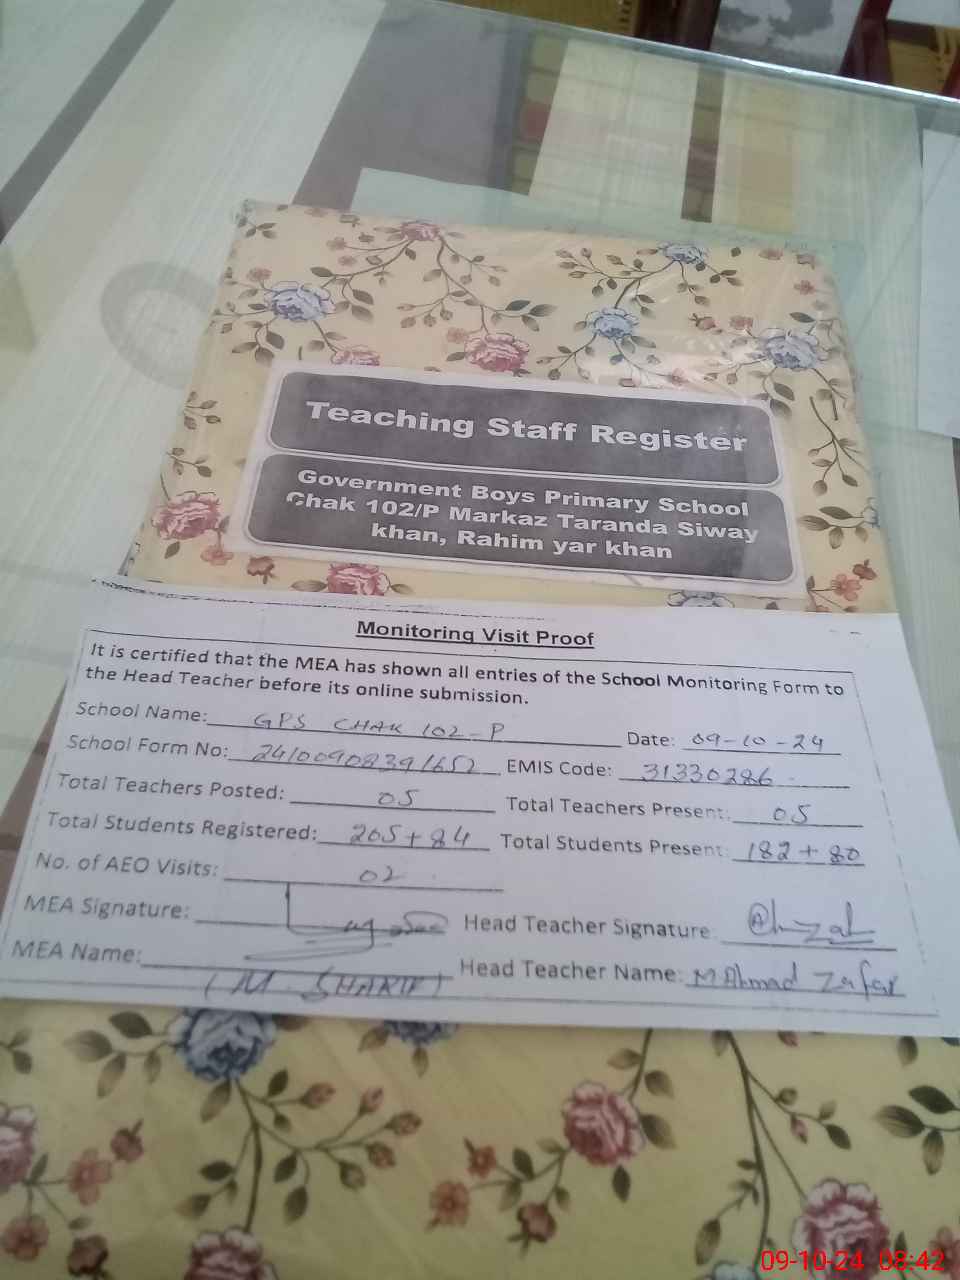 Teaching Staff Register
Government Boys Primary School
Chak 102/P Markaz Taranda Siway
khan, Rahim yar khan
Monitoring Visit Proof
It is certified that the MEA has shown all entries of the School Monitoring Form to
the Head Teacher before its online submission.
School Name: GPS CHAK 102-P Date: 09-10-24
School Form No: 24100908391652 EMIS Code: 31330286
Total Teachers Posted: 05 Total Teachers Present: 05
Total Students Registered: 205+84 Total Students Present: 182+80
No. of AEO Visits: 02
MEA Signature: Head Teacher Signature:
MEA Name: (M. SHARIF) Head Teacher Name: M Ahmad Zafar
09-10-24 08:42